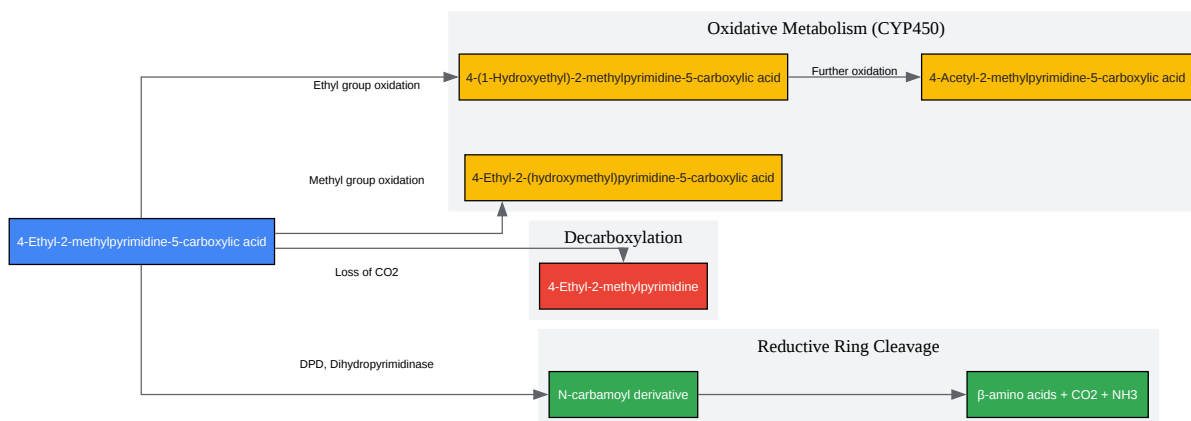 Oxidative Metabolism (CYP450)
4-(1-Hydroxyethyl)-2-methylpyrimidine-5-carboxylic acid
Further oxidation
4-Acetyl-2-methylpyrimidine-5-carboxylic acid
Ethyl group oxidation
Methyl group oxidation
4-Ethyl-2-(hydroxymethyl)pyrimidine-5-carboxylic acid
4-Ethyl-2-methylpyrimidine-5-carboxylic acid
Decarboxylation
Loss of CO2
4-Ethyl-2-methylpyrimidine
Reductive Ring Cleavage
DPD, Dihydropyrimidinase
N-carbamoyl derivative
β-amino acids + CO2 + NH3